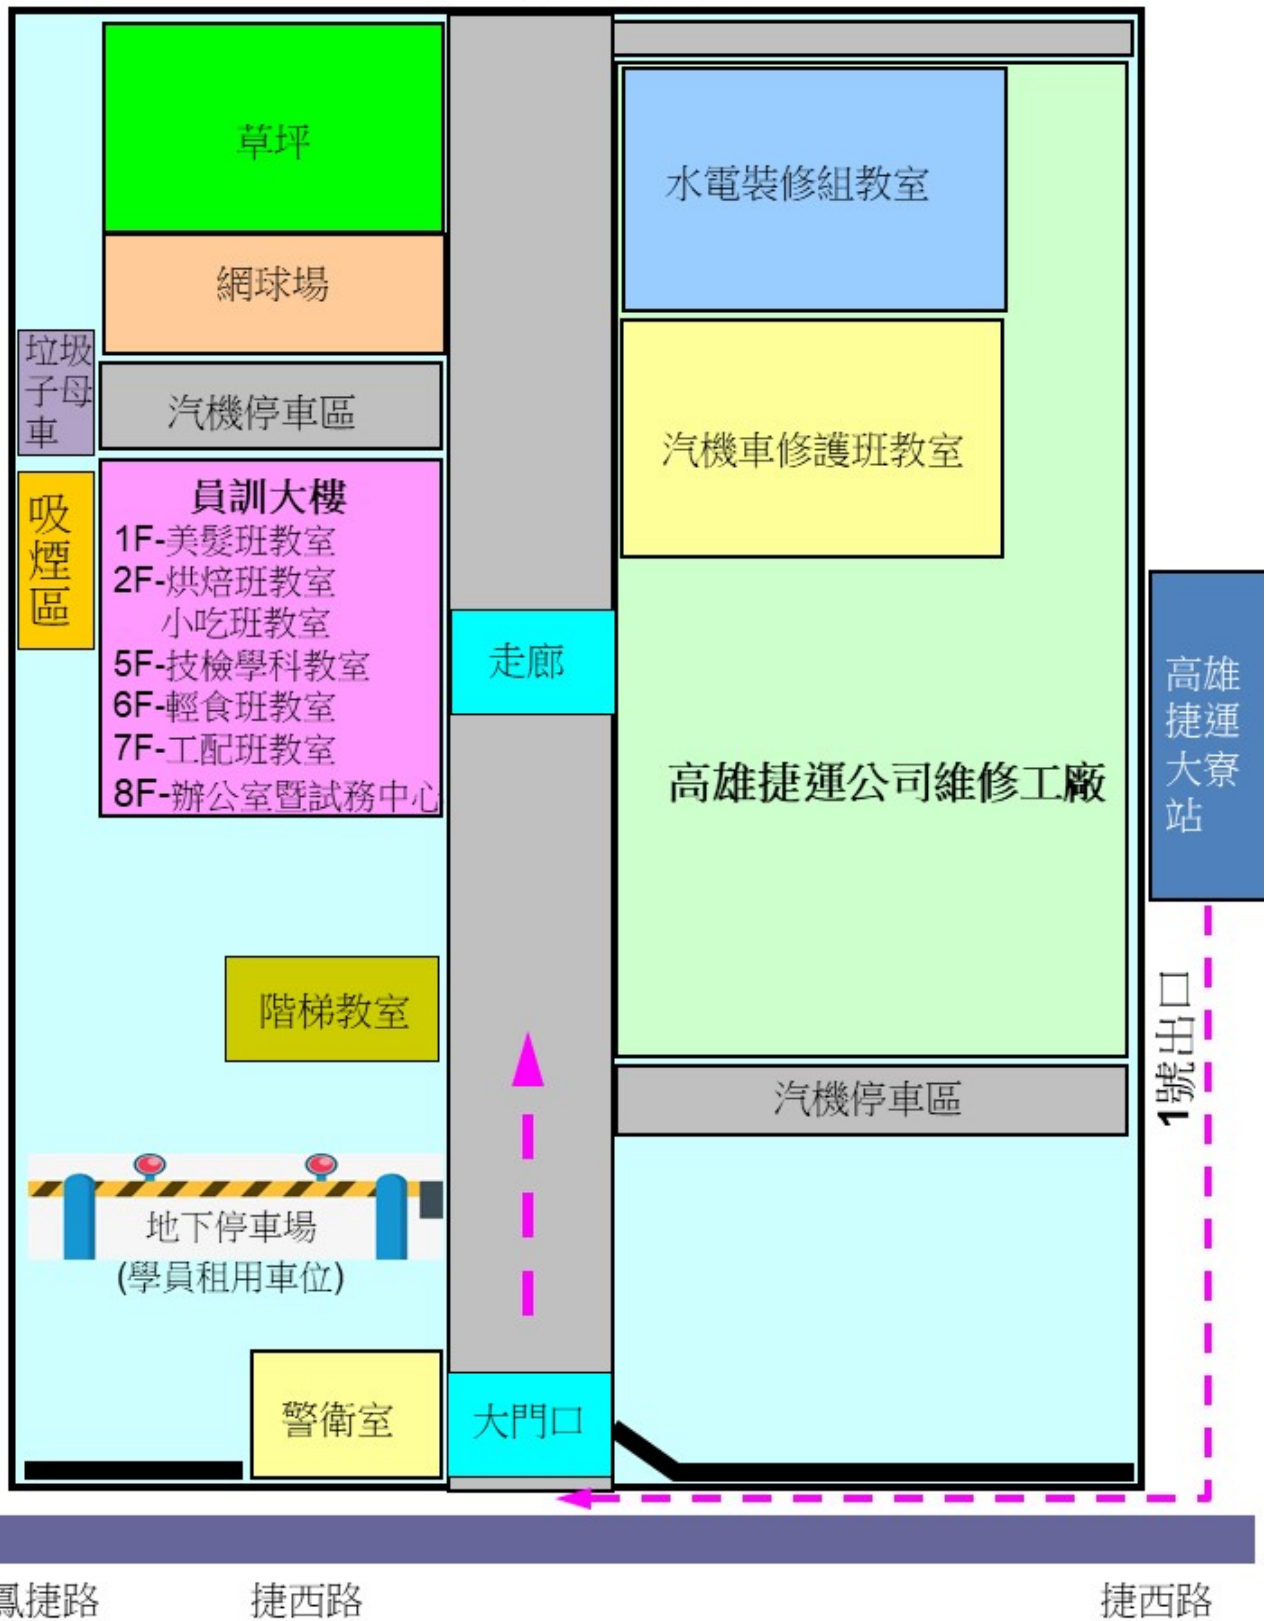 草坪
水電裝修組教室
網球場
垃圾
子母
車
汽機停車區
汽機車修護班教室
吸
煙
區
員訓大樓
1F-美髮班教室
2F-烘焙班教室
小吃班教室
5F-技檢學科教室
6F-輕食班教室
7F-工配班教室
8F-辦公室暨試務中心
走廊
高雄捷運公司維修工廠
高雄
捷運
大寮
站
1號出口
階梯教室
汽機停車區
地下停車場
(學員租用車位)
警衛室
大門口
鳳捷路
捷西路
捷西路